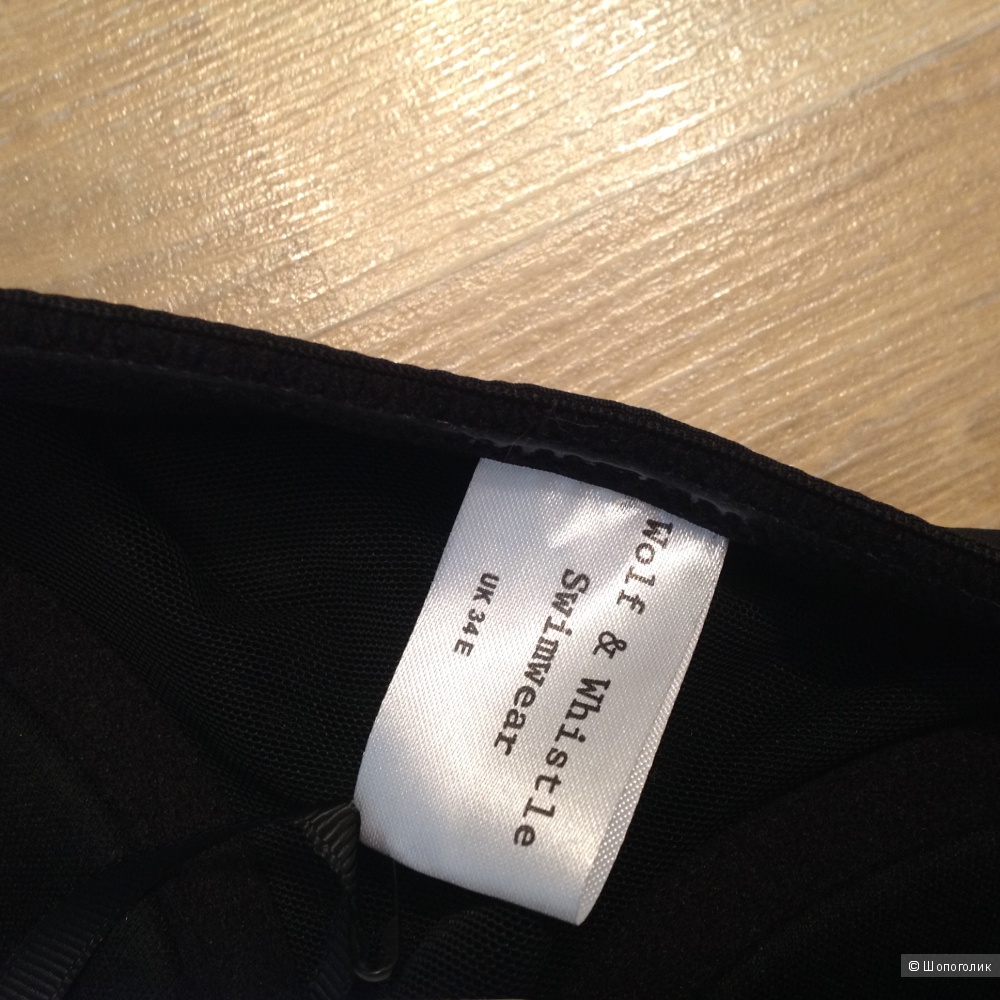 Wolf & Whistle
Swimwear
UK 34E
© Шопоголик